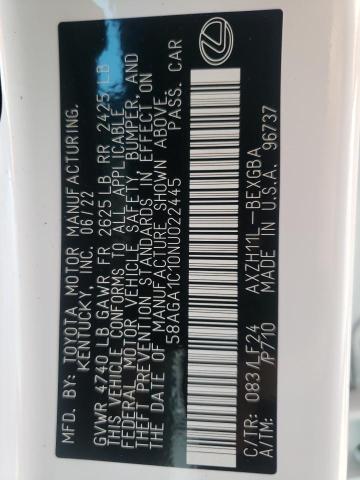 MFD. BY: TOYOTA MOTOR MANUFACTURING.
KENTUCKY, INC. 06/22
GVWR 4740 LB GAWR FR 2625LB RR 2425 LB
THIS VEHICLE CONFORMS TO ALL APPLICABLE
FEDERAL MOTOR VEHICLE SAFETY, BUMPER, AND
THEFT PREVENTION STANDARDS IN EFFECT ON
THE DATE OF MANUFACTURE SHOWN ABOVE.
58AGA1C10NU022445 PASS. CAR
C/TR: 083/LF24 AXZH11L-BEXGBA
A/TM: /P710 MADE IN U.S.A. 96737